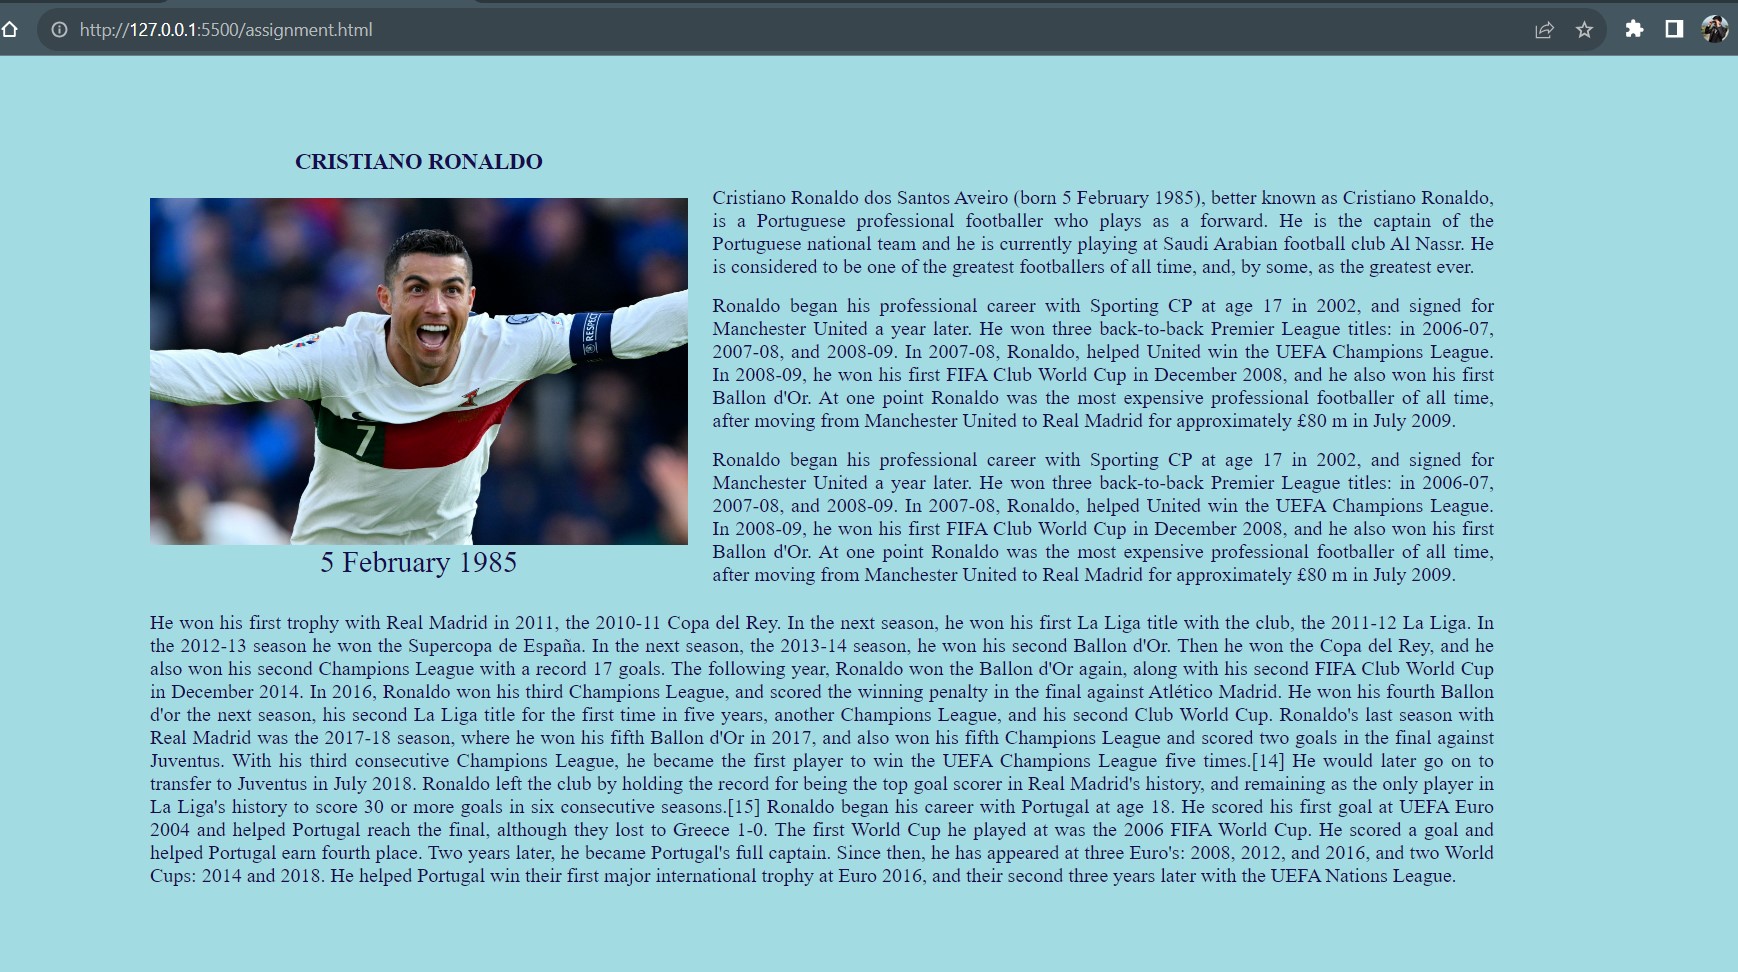 http://127.0.0.1:5500/assignment.html
CRISTIANO RONALDO
RESPECT
7
5 February 1985
Cristiano Ronaldo dos Santos Aveiro (born 5 February 1985), better known as Cristiano Ronaldo,
is a Portuguese professional footballer who plays as a forward. He is the captain of the
Portuguese national team and he is currently playing at Saudi Arabian football club Al Nassr. He
is considered to be one of the greatest footballers of all time, and, by some, as the greatest ever.
Ronaldo began his professional career with Sporting CP at age 17 in 2002, and signed for
Manchester United a year later. He won three back-to-back Premier League titles: in 2006-07,
2007-08, and 2008-09. In 2007-08, Ronaldo, helped United win the UEFA Champions League.
In 2008-09, he won his first FIFA Club World Cup in December 2008, and he also won his first
Ballon d'Or. At one point Ronaldo was the most expensive professional footballer of all time,
after moving from Manchester United to Real Madrid for approximately £80 m in July 2009.
Ronaldo began his professional career with Sporting CP at age 17 in 2002, and signed for
Manchester United a year later. He won three back-to-back Premier League titles: in 2006-07,
2007-08, and 2008-09. In 2007-08, Ronaldo, helped United win the UEFA Champions League.
In 2008-09, he won his first FIFA Club World Cup in December 2008, and he also won his first
Ballon d'Or. At one point Ronaldo was the most expensive professional footballer of all time,
after moving from Manchester United to Real Madrid for approximately £80 m in July 2009.
He won his first trophy with Real Madrid in 2011, the 2010-11 Copa del Rey. In the next season, he won his first La Liga title with the club, the 2011-12 La Liga. In
the 2012-13 season he won the Supercopa de España. In the next season, the 2013-14 season, he won his second Ballon d'Or. Then he won the Copa del Rey, and he
also won his second Champions League with a record 17 goals. The following year, Ronaldo won the Ballon d'Or again, along with his second FIFA Club World Cup
in December 2014. In 2016, Ronaldo won his third Champions League, and scored the winning penalty in the final against Atlético Madrid. He won his fourth Ballon
d'or the next season, his second La Liga title for the first time in five years, another Champions League, and his second Club World Cup. Ronaldo's last season with
Real Madrid was the 2017-18 season, where he won his fifth Ballon d'Or in 2017, and also won his fifth Champions League and scored two goals in the final against
Juventus. With his third consecutive Champions League, he became the first player to win the UEFA Champions League five times.[14] He would later go on to
transfer to Juventus in July 2018. Ronaldo left the club by holding the record for being the top goal scorer in Real Madrid's history, and remaining as the only player in
La Liga's history to score 30 or more goals in six consecutive seasons.[15] Ronaldo began his career with Portugal at age 18. He scored his first goal at UEFA Euro
2004 and helped Portugal reach the final, although they lost to Greece 1-0. The first World Cup he played at was the 2006 FIFA World Cup. He scored a goal and
helped Portugal earn fourth place. Two years later, he became Portugal's full captain. Since then, he has appeared at three Euro's: 2008, 2012, and 2016, and two World
Cups: 2014 and 2018. He helped Portugal win their first major international trophy at Euro 2016, and their second three years later with the UEFA Nations League.